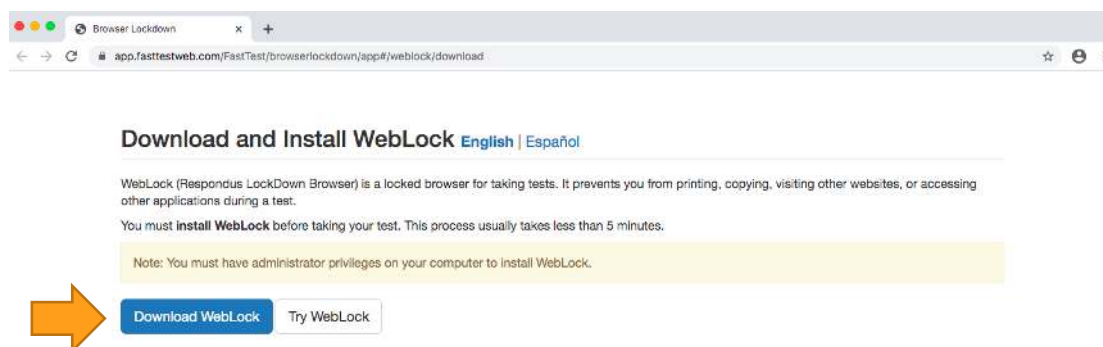 Browser Lockdown
app.fasttestweb.com/FastTest/browserlockdown/app#/weblock/download
Download and Install WebLock English | Español
WebLock (Respondus LockDown Browser) is a locked browser for taking tests. It prevents you from printing, copying, visiting other websites, or accessing
other applications during a test.
You must install WebLock before taking your test. This process usually takes less than 5 minutes.
Note: You must have administrator privileges on your computer to install WebLock.
Download WebLock Try WebLock